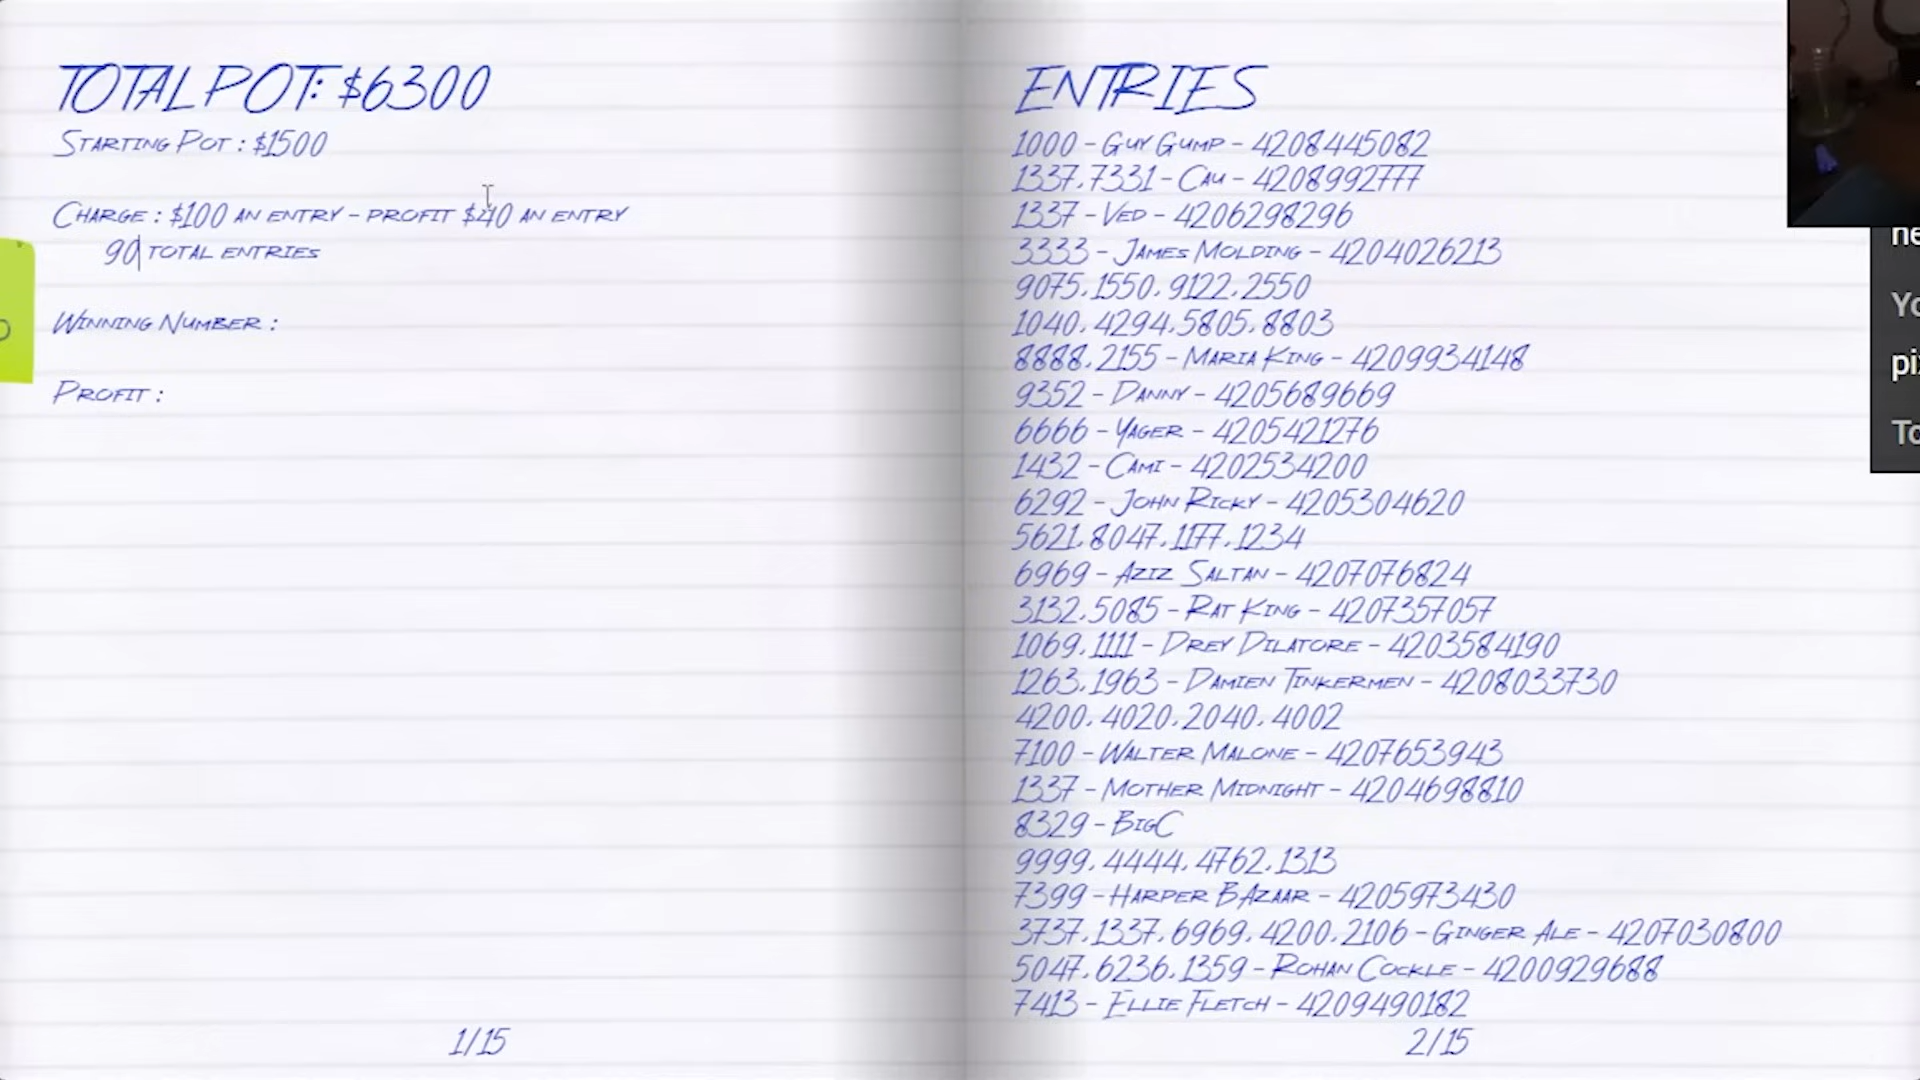 TOTAL POT: $6300
STARTING POT : $1500
CHARGE : $100 AN ENTRY - PROFIT $40 AN ENTRY
90 TOTAL ENTRIES
WINNING NUMBER :
PROFIT :
1/15
ENTRIES
1000 - GUY GUMP - 4208445082
1337, 7331 - CAU - 4208992777
1337 - VED - 4206298296
3333 - JAMES MOLDING - 4204026213
9075, 1550, 9122, 2550
1040, 4294, 5805, 8803
8888, 2155 - MARIA KING - 4209934148
9352 - DANNY - 4205689669
6666 - YAGER - 4205421276
1432 - CAMI - 4202534200
6292 - JOHN RICKY - 4205304620
5621, 8047, 1177, 1234
6969 - AZIZ SALTAN - 4207076824
3132, 5085 - RAT KING - 4207357057
1069, 1111 - DREY DILATORE - 4203584190
1263, 1963 - DAMIEN TINKERMEN - 4208033730
4200, 4020, 2040, 4002
7100 - WALTER MALONE - 4207653943
1337 - MOTHER MIDNIGHT - 4204698810
8329 - BIGC
9999, 4444, 4762, 1313
7399 - HARPER BAZAAR - 4205973430
3737, 1337, 6969, 4200, 2106 - GINGER ALE - 4207030800
5047, 6236, 1359 - ROHAN COCKLE - 4200929688
7413 - ELLIE FLETCH - 4209490182
2/15